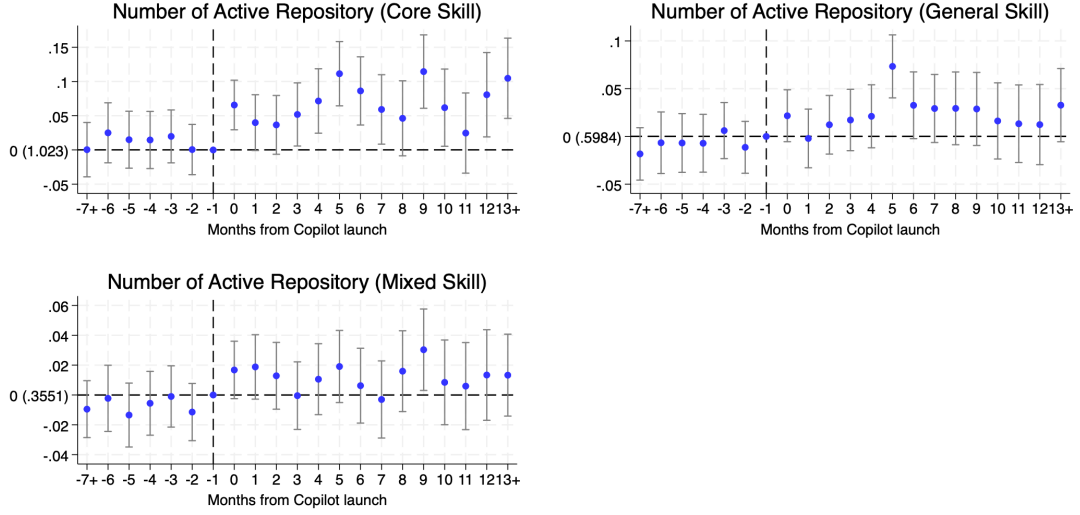 Number of Active Repository (Core Skill)
.15
.1
.05
0 (1.023)
-.05
-7+ -6 -5 -4 -3 -2 -1 0 1 2 3 4 5 6 7 8 9 10 11 12 13+
Months from Copilot launch
Number of Active Repository (General Skill)
.1
.05
0 (.5984)
-.05
-7+ -6 -5 -4 -3 -2 -1 0 1 2 3 4 5 6 7 8 9 10 11 12 13+
Months from Copilot launch
Number of Active Repository (Mixed Skill)
.06
.04
.02
0 (.3551)
-.02
-.04
-7+ -6 -5 -4 -3 -2 -1 0 1 2 3 4 5 6 7 8 9 10 11 12 13+
Months from Copilot launch